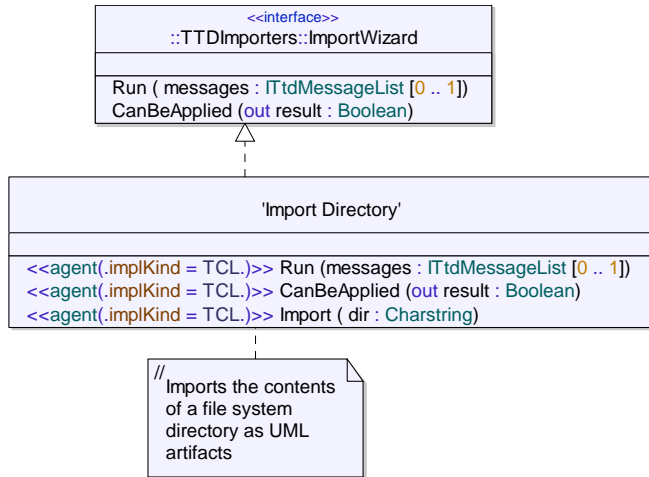 <<interface>>
::TTDImporters::ImportWizard
Run ( messages : ITtdMessageList [0 .. 1])
CanBeApplied (out result : Boolean)
'Import Directory'
<<agent(.implKind = TCL.)>> Run (messages : ITtdMessageList [0 .. 1])
<<agent(.implKind = TCL.)>> CanBeApplied (out result : Boolean)
<<agent(.implKind = TCL.)>> Import ( dir : Charstring)
//
Imports the contents
of a file system
directory as UML
artifacts